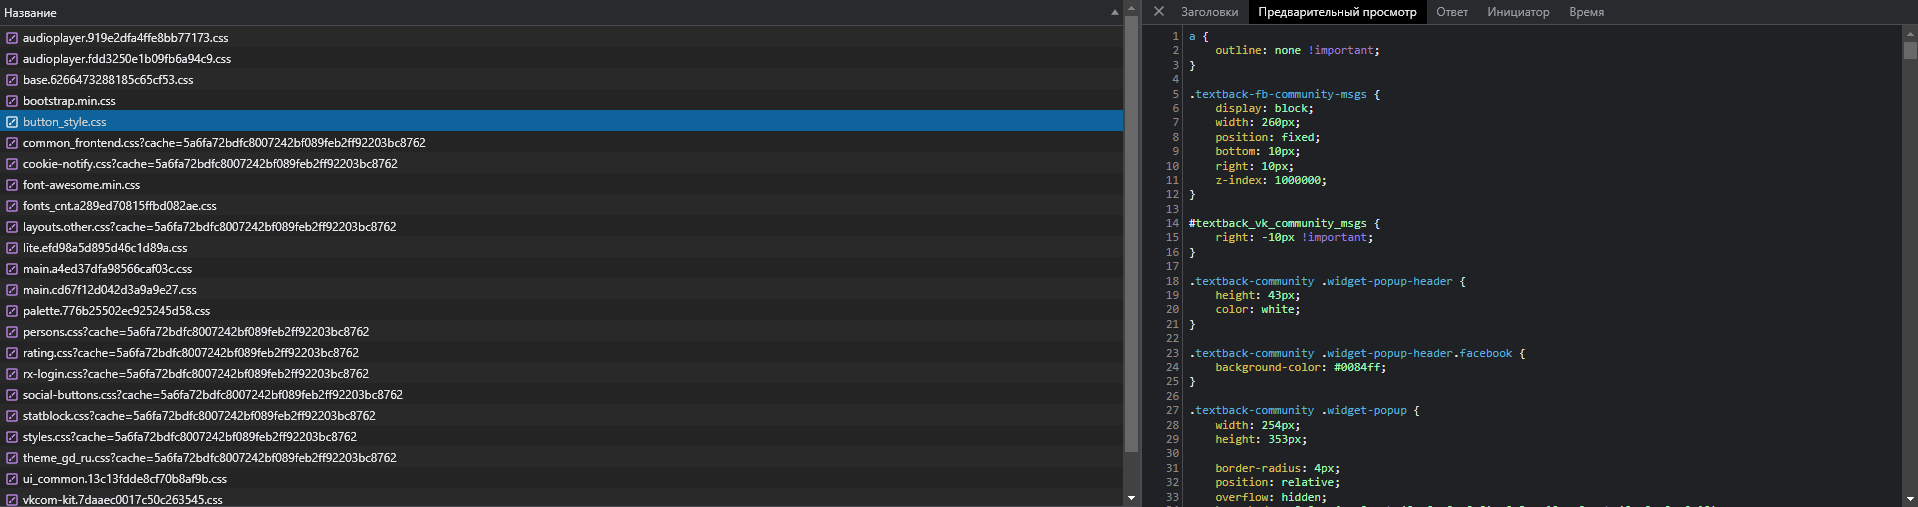 Название
audioplayer.919e2dfa4ffe8bb77173.css
audioplayer.fdd3250e1b09fb6a94c9.css
base.6266473288185c65cf53.css
bootstrap.min.css
button_style.css
common_frontend.css?cache=5a6fa72bdfc8007242bf089feb2ff92203bc8762
cookie-notify.css?cache=5a6fa72bdfc8007242bf089feb2ff92203bc8762
font-awesome.min.css
fonts_cnt.a289ed70815ffbd082ae.css
layouts.other.css?cache=5a6fa72bdfc8007242bf089feb2ff92203bc8762
lite.efd98a5d895d46c1d89a.css
main.a4ed37dfa98566caf03c.css
main.cd67f12d042d3a9a9e27.css
palette.776b25502ec925245d58.css
persons.css?cache=5a6fa72bdfc8007242bf089feb2ff92203bc8762
rating.css?cache=5a6fa72bdfc8007242bf089feb2ff92203bc8762
rx-login.css?cache=5a6fa72bdfc8007242bf089feb2ff92203bc8762
social-buttons.css?cache=5a6fa72bdfc8007242bf089feb2ff92203bc8762
statblock.css?cache=5a6fa72bdfc8007242bf089feb2ff92203bc8762
styles.css?cache=5a6fa72bdfc8007242bf089feb2ff92203bc8762
theme_gd_ru.css?cache=5a6fa72bdfc8007242bf089feb2ff92203bc8762
ui_common.13c13fdde8cf70b8af9b.css
vkcom-kit.7daaec0017c50c263545.css
Заголовки Предварительный просмотр Ответ Инициатор Время
1 a {
2 outline: none !important;
3 }
4
5 .textback-fb-community-msgs {
6 display: block;
7 width: 260px;
8 position: fixed;
9 bottom: 10px;
10 right: 10px;
11 z-index: 1000000;
12 }
13
14 #textback_vk_community_msgs {
15 right: -10px !important;
16 }
17
18 .textback-community .widget-popup-header {
19 height: 43px;
20 color: white;
21 }
22
23 .textback-community .widget-popup-header.facebook {
24 background-color: #0084ff;
25 }
26
27 .textback-community .widget-popup {
28 width: 254px;
29 height: 353px;
30
31 border-radius: 4px;
32 position: relative;
33 overflow: hidden;